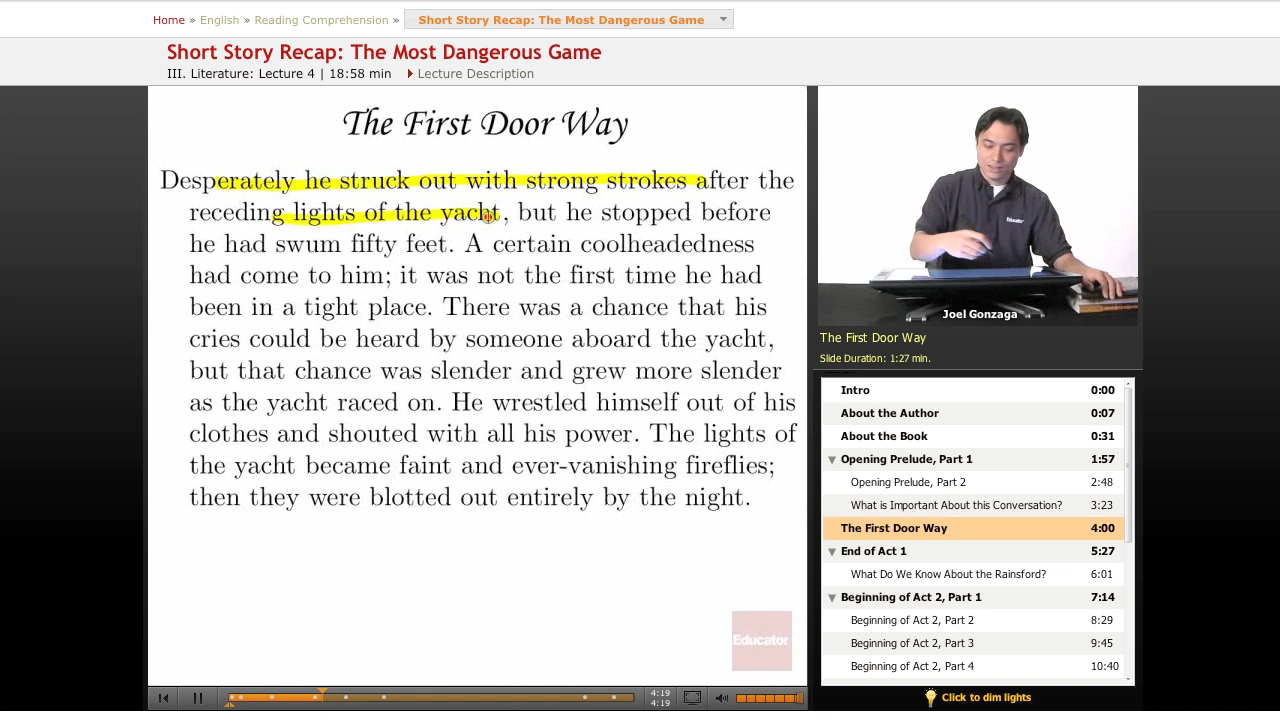 Home » English » Reading Comprehension » Short Story Recap: The Most Dangerous Game
Short Story Recap: The Most Dangerous Game
III. Literature: Lecture 4 | 18:58 min Lecture Description
The First Door Way
Desperately he struck out with strong strokes after the
receding lights of the yacht, but he stopped before
he had swum fifty feet. A certain coolheadedness
had come to him; it was not the first time he had
been in a tight place. There was a chance that his
cries could be heard by someone aboard the yacht,
but that chance was slender and grew more slender
as the yacht raced on. He wrestled himself out of his
clothes and shouted with all his power. The lights of
the yacht became faint and ever-vanishing fireflies;
then they were blotted out entirely by the night.
Educator
4:19
4:19
Educator
Joel Gonzaga
The First Door Way
Slide Duration: 1:27 min.
Intro 0:00
About the Author 0:07
About the Book 0:31
Opening Prelude, Part 1 1:57
Opening Prelude, Part 2 2:48
What is Important About this Conversation? 3:23
The First Door Way 4:00
End of Act 1 5:27
What Do We Know About the Rainsford? 6:01
Beginning of Act 2, Part 1 7:14
Beginning of Act 2, Part 2 8:29
Beginning of Act 2, Part 3 9:45
Beginning of Act 2, Part 4 10:40
Click to dim lights